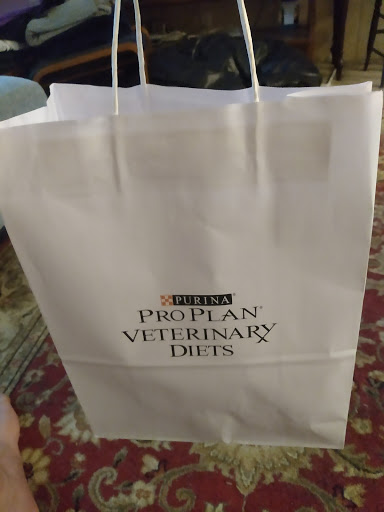 PURINA®
PRO PLAN®
VETERINARY
DIETS